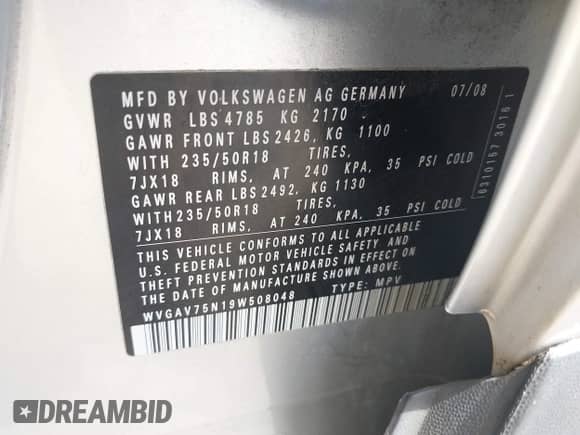 MFD BY VOLKSWAGEN AG GERMANY 07/08
GVWR LBS 4785 KG 2170
GAWR FRONT LBS 2426, KG 1100
WITH 235/50R18 TIRES,
7JX18 RIMS, AT 240 KPA, 35 PSI COLD
GAWR REAR LBS 2492, KG 1130
WITH 235/50R18 TIRES,
7JX18 RIMS, AT 240 KPA, 35 PSI COLD
THIS VEHICLE CONFORMS TO ALL APPLICABLE
U.S. FEDERAL MOTOR VEHICLE SAFETY AND
THEFT PREVENTION STANDARDS IN EFFECT ON
THE DATE OF MANUFACTURE SHOWN ABOVE.
WVGAV75N19W508048 TYPE: MPV
6310157 3016 1
DREAMBID